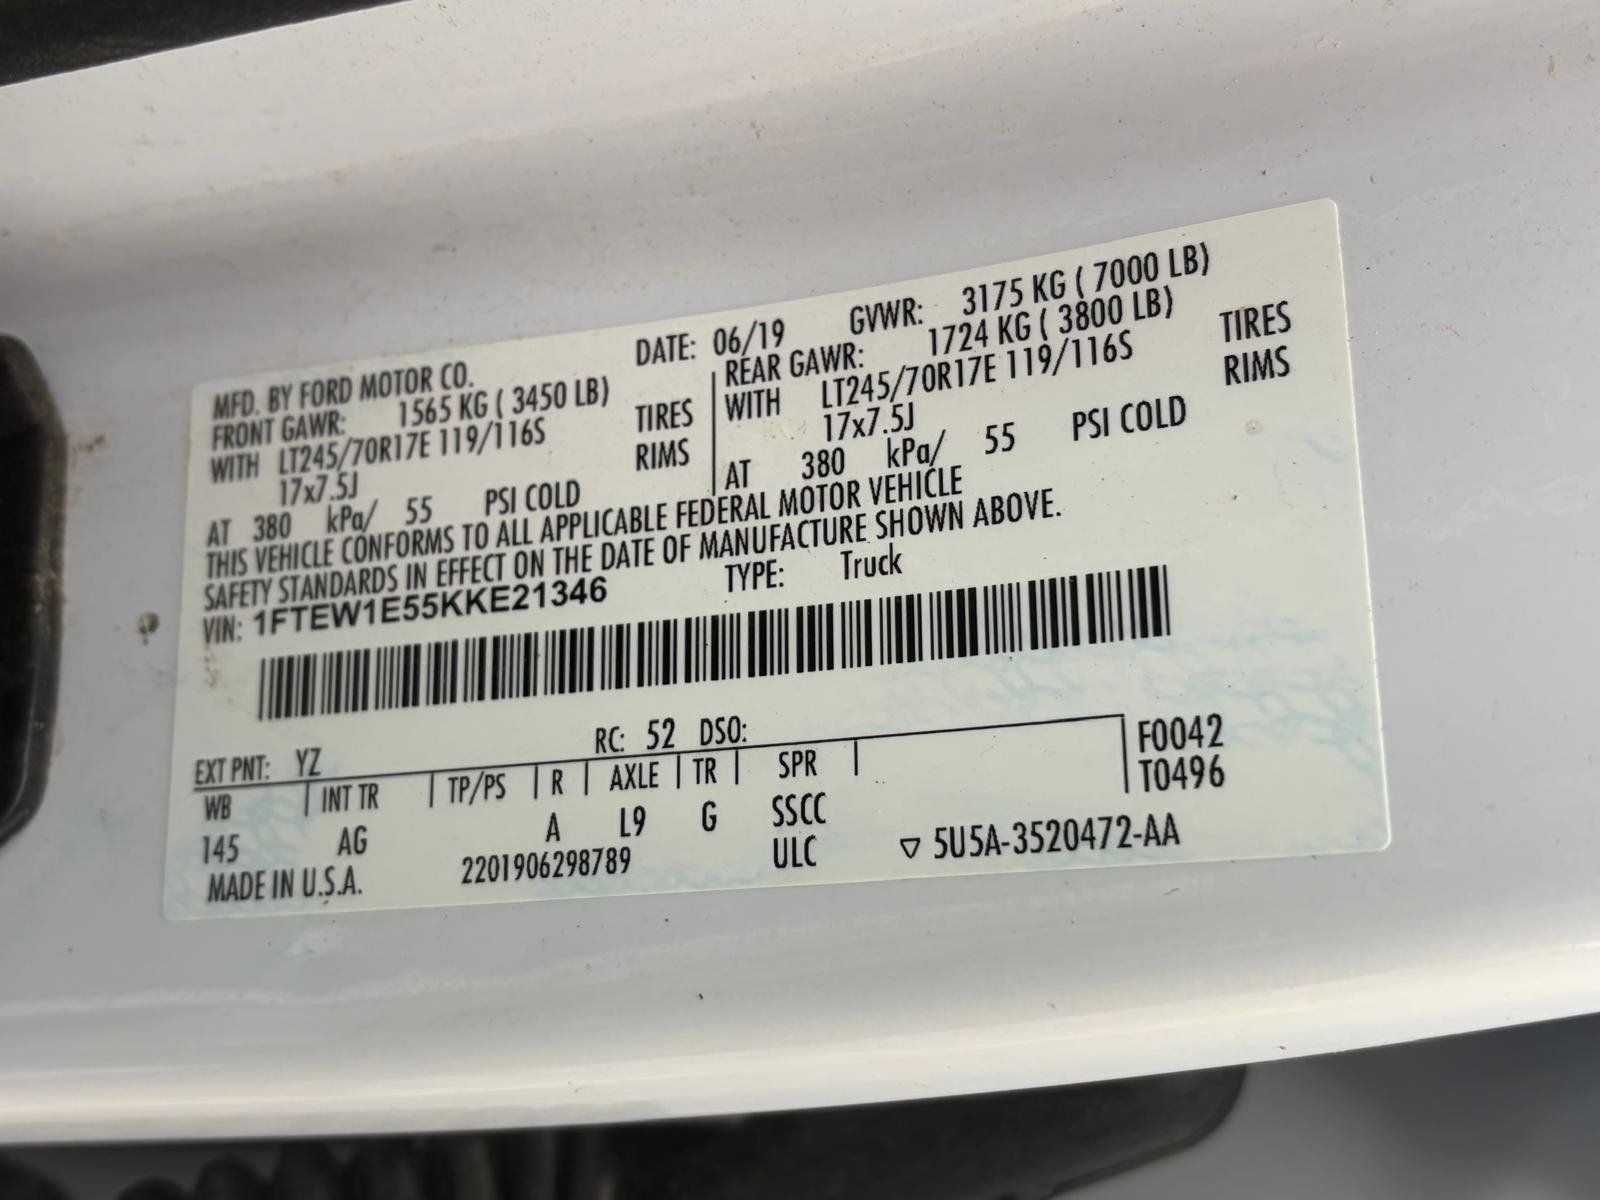 MFD. BY FORD MOTOR CO. DATE: 06/19 GVWR: 3175 KG ( 7000 LB)
FRONT GAWR: 1565 KG ( 3450 LB) REAR GAWR: 1724 KG ( 3800 LB)
WITH LT245/70R17E 119/116S TIRES WITH LT245/70R17E 119/116S TIRES
17x7.5J RIMS 17x7.5J RIMS
AT 380 kPa/ 55 PSI COLD AT 380 kPa/ 55 PSI COLD
THIS VEHICLE CONFORMS TO ALL APPLICABLE FEDERAL MOTOR VEHICLE
SAFETY STANDARDS IN EFFECT ON THE DATE OF MANUFACTURE SHOWN ABOVE.
VIN: 1FTEW1E55KKE21346 TYPE: Truck
EXT PNT: YZ RC: 52 DSO: F0042
WB INT TR TP/PS R AXLE TR SPR T0496
145 AG A L9 G SSCC
MADE IN U.S.A. 2201906298789 ULC ▽ 5U5A-3520472-AA